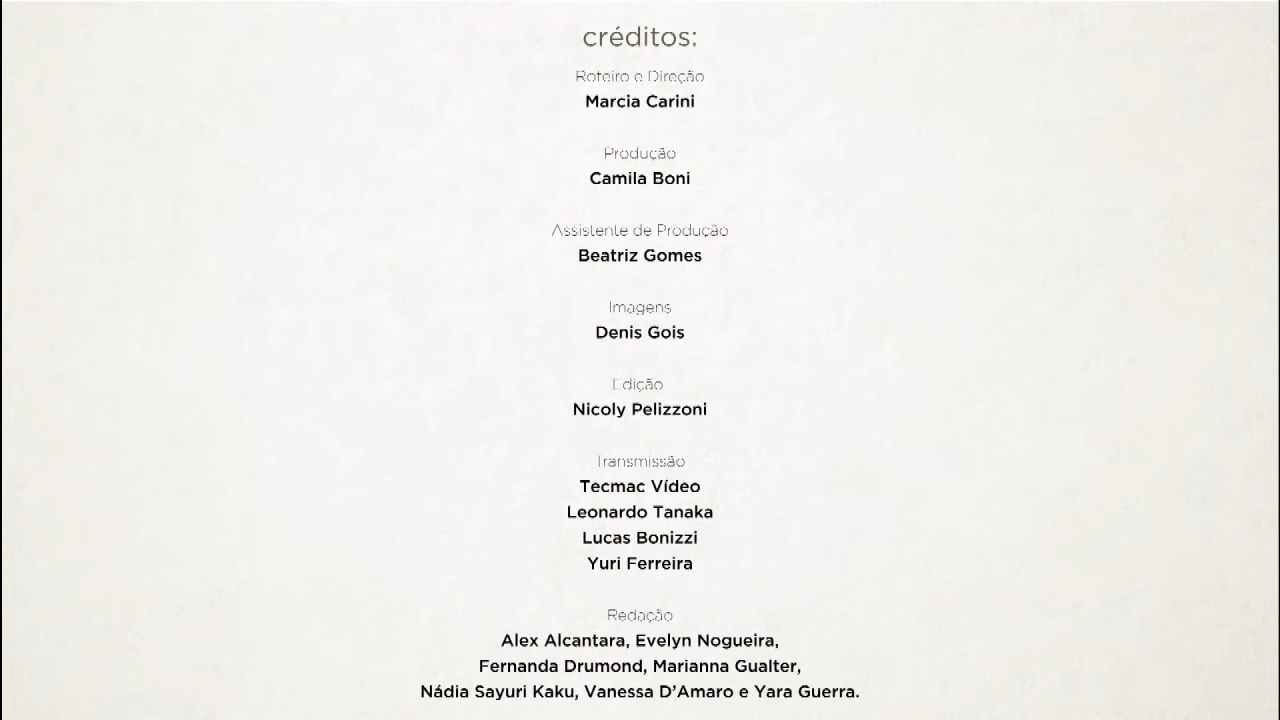 créditos:
Roteiro e Direção
Marcia Carini
Produção
Camila Boni
Assistente de Produção
Beatriz Gomes
Imagens
Denis Gois
Edição
Nicoly Pelizzoni
Transmissão
Tecmac Vídeo
Leonardo Tanaka
Lucas Bonizzi
Yuri Ferreira
Redação
Alex Alcantara, Evelyn Nogueira,
Fernanda Drumond, Marianna Gualter,
Nádia Sayuri Kaku, Vanessa D’Amaro e Yara Guerra.